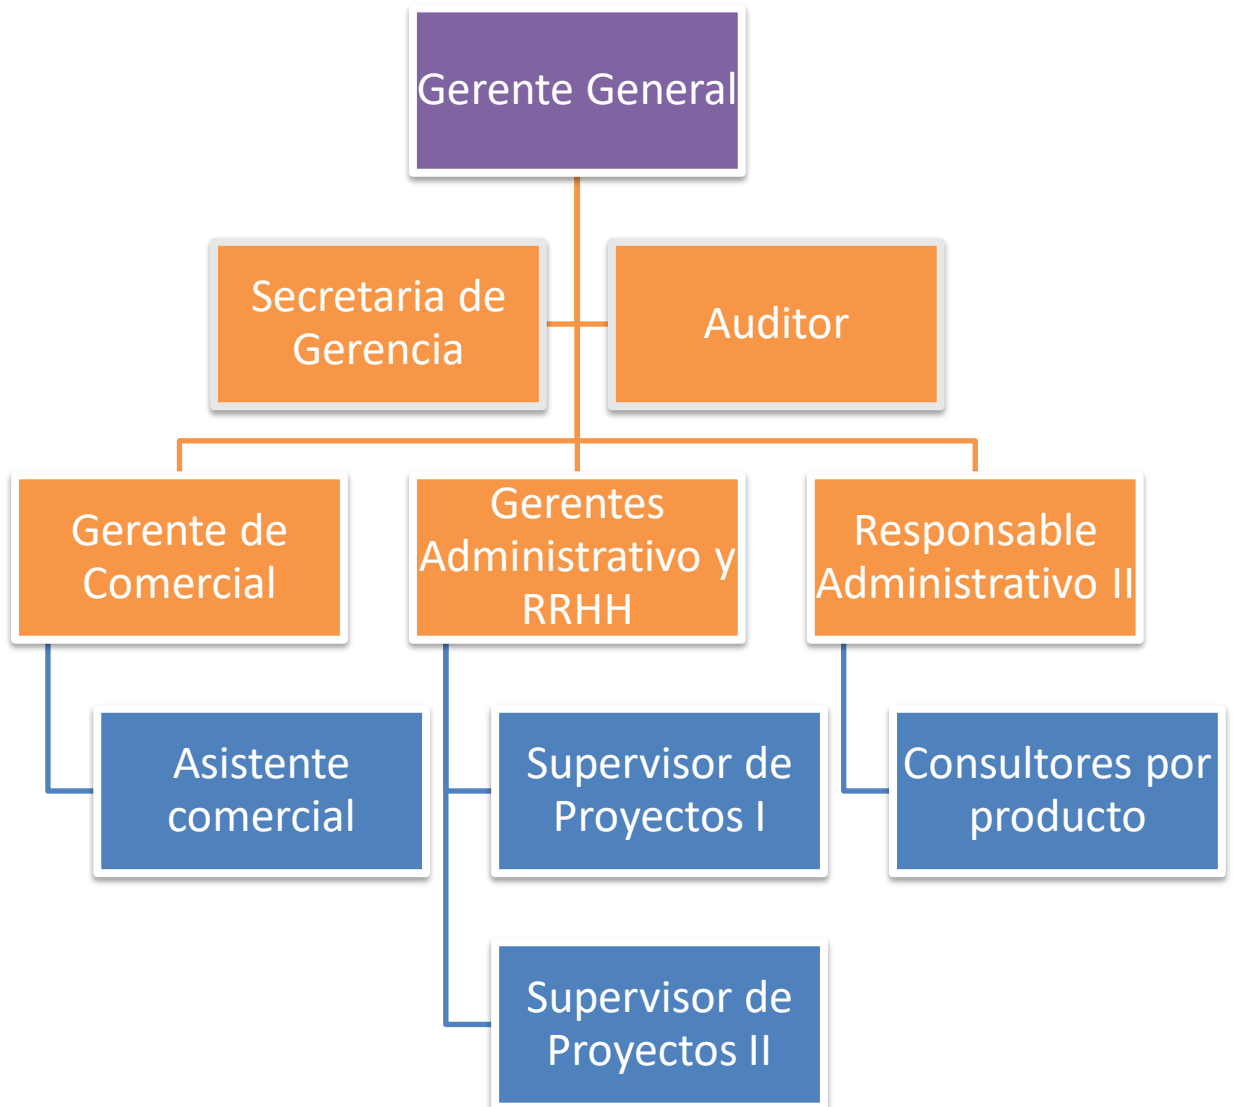 Gerente General
Secretaria de
Gerencia
Auditor
Gerente de
Comercial
Gerentes
Administrativo y
RRHH
Responsable
Administrativo II
Asistente
comercial
Supervisor de
Proyectos I
Consultores por
producto
Supervisor de
Proyectos II